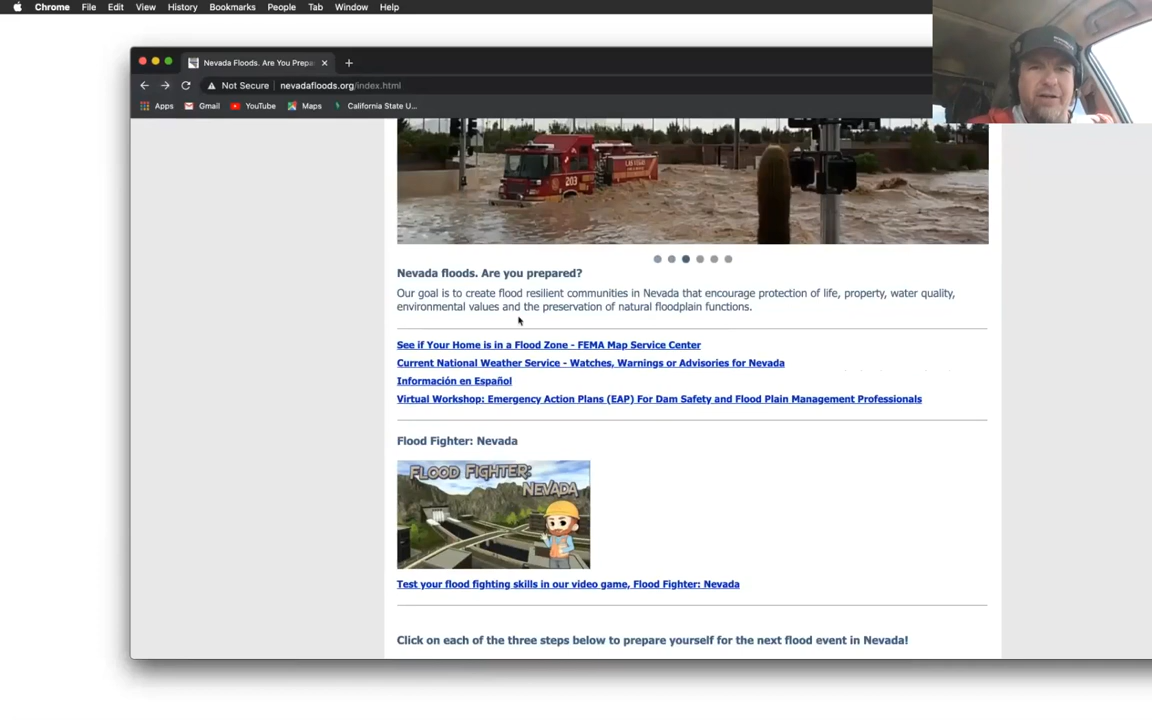 Chrome File Edit View History Bookmarks People Tab Window Help
Nevada Floods. Are You Prepa
Not Secure nevadafloods.org/index.html
Apps Gmail YouTube Maps California State U...
203
LAS VEGAS
Nevada floods. Are you prepared?
Our goal is to create flood resilient communities in Nevada that encourage protection of life, property, water quality,
environmental values and the preservation of natural floodplain functions.
See if Your Home is in a Flood Zone - FEMA Map Service Center
Current National Weather Service - Watches, Warnings or Advisories for Nevada
Información en Español
Virtual Workshop: Emergency Action Plans (EAP) For Dam Safety and Flood Plain Management Professionals
Flood Fighter: Nevada
FLOOD FIGHTER:
NEVADA
Test your flood fighting skills in our video game, Flood Fighter: Nevada
Click on each of the three steps below to prepare yourself for the next flood event in Nevada!